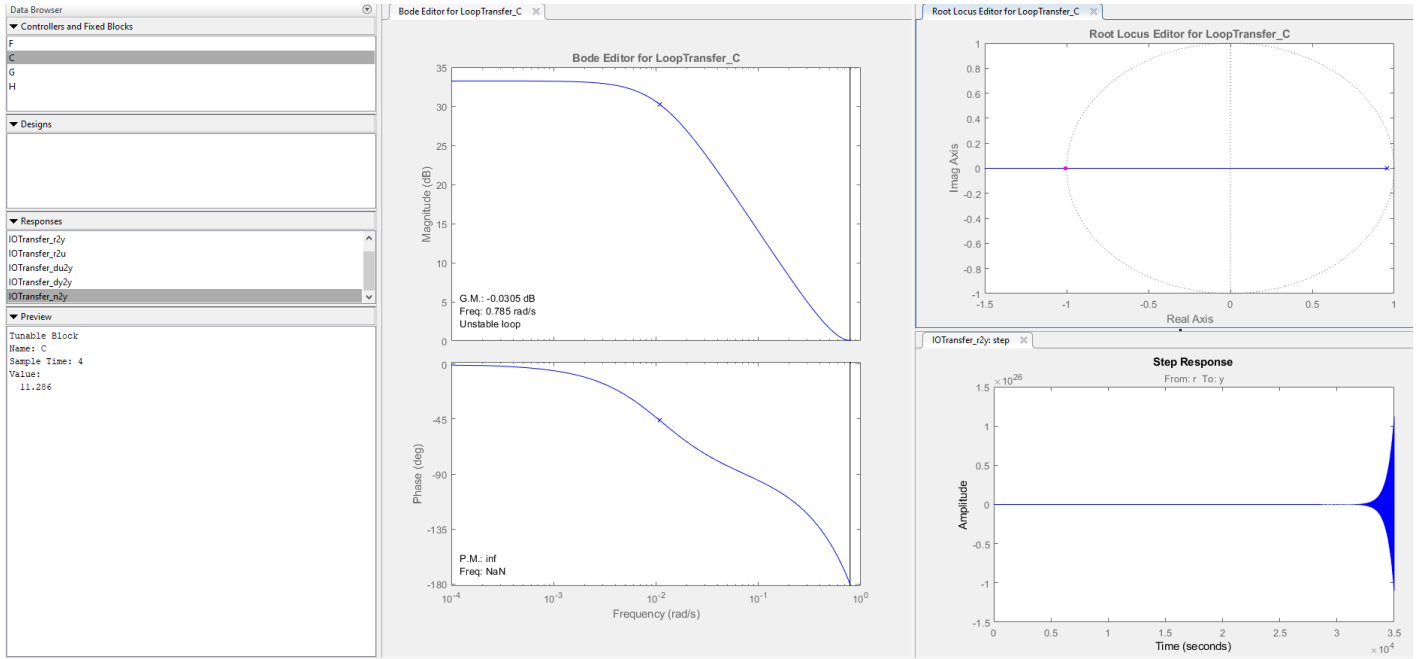 Data Browser
Controllers and Fixed Blocks
F
C
G
H
Designs
Responses
IOTransfer_r2y
IOTransfer_r2u
IOTransfer_du2y
IOTransfer_dy2y
IOTransfer_n2y
Preview
Tunable Block
Name: C
Sample Time: 4
Value:
11.286
Bode Editor for LoopTransfer_C
Bode Editor for LoopTransfer_C
35
30
25
20
15
10
5
0
Magnitude (dB)
G.M.: -0.0305 dB
Freq: 0.785 rad/s
Unstable loop
0
-45
-90
-135
-180
Phase (deg)
P.M.: inf
Freq: NaN
10^-4
10^-3
10^-2
10^-1
10^0
Frequency (rad/s)
Root Locus Editor for LoopTransfer_C
Root Locus Editor for LoopTransfer_C
1
0.8
0.6
0.4
0.2
0
-0.2
-0.4
-0.6
-0.8
-1
Imag Axis
-1.5
-1
-0.5
0
0.5
1
Real Axis
IOTransfer_r2y: step
Step Response
From: r To: y
× 10^26
1.5
1
0.5
0
-0.5
-1
-1.5
Amplitude
0
0.5
1
1.5
2
2.5
3
3.5
Time (seconds)
× 10^4